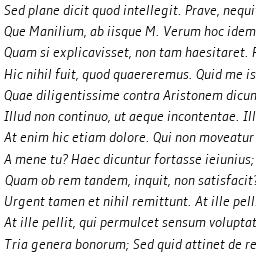 Sed plane dicit quod intellegit. Prave, nequi
Que Manilium, ab iisque M. Verum hoc idem
Quam si explicavisset, non tam haesitaret.
Hic nihil fuit, quod quaereremus. Quid me is
Quae diligentissime contra Aristonem dicun
Illud non continuo, ut aeque incontentae. Ill
At enim hic etiam dolore. Qui non moveatur
A mene tu? Haec dicuntur fortasse ieiunius;
Quam ob rem tandem, inquit, non satisfacit?
Urgent tamen et nihil remittunt. At ille pell
At ille pellit, qui permulcet sensum voluptat
Tria genera bonorum; Sed quid attinet de re